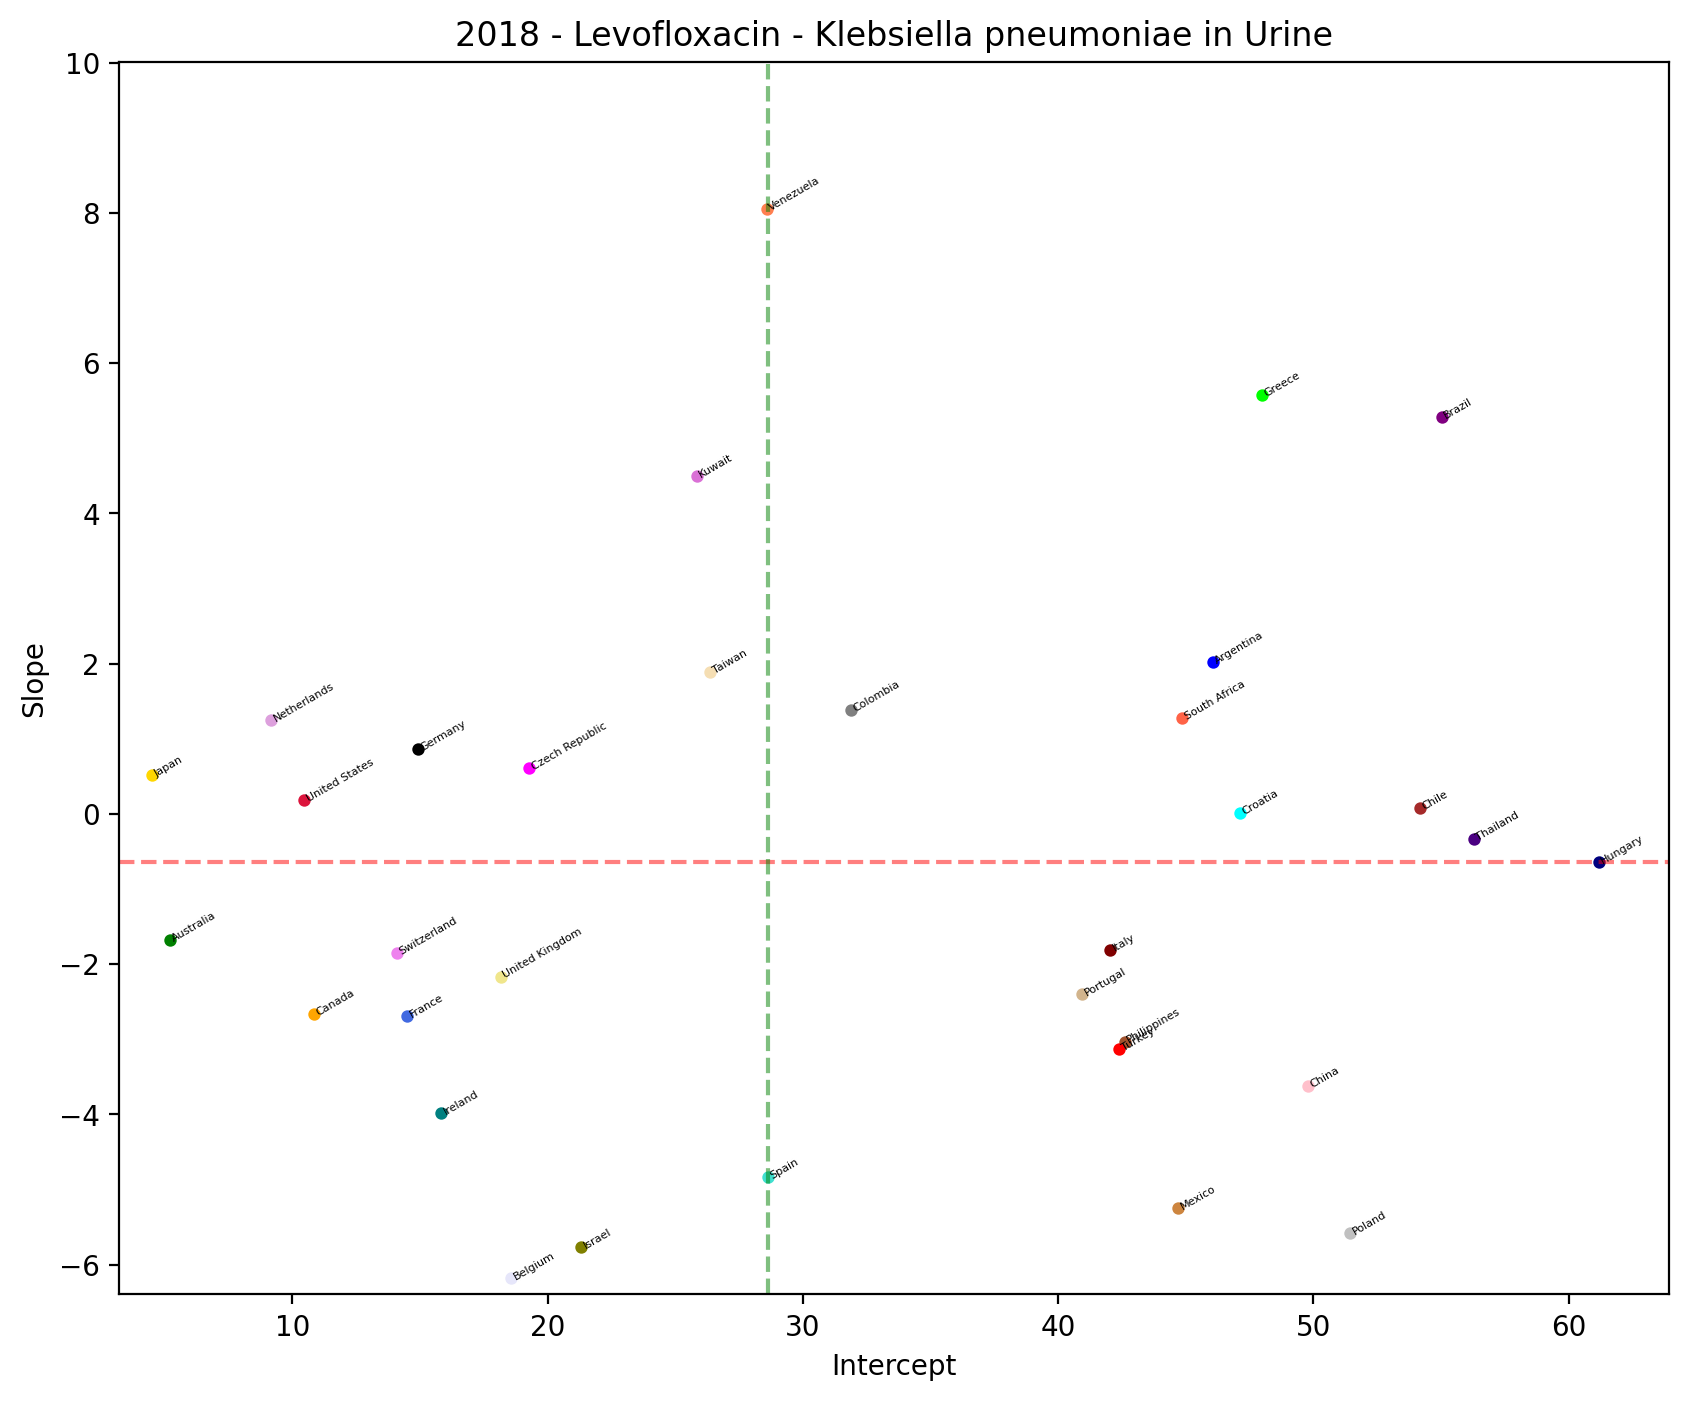 2018 - Levofloxacin - Klebsiella pneumoniae in Urine
10
8
6
4
2
0
−2
−4
−6
Slope
Venezuela
Greece
Brazil
Kuwait
Argentina
Taiwan
Colombia
South Africa
Netherlands
Germany
Czech Republic
Japan
United States
Croatia
Chile
Thailand
Hungary
Australia
Switzerland
United Kingdom
Italy
Portugal
Canada
France
Philippines
Turkey
China
Ireland
Spain
Mexico
Poland
Israel
Belgium
10 20 30 40 50 60
Intercept